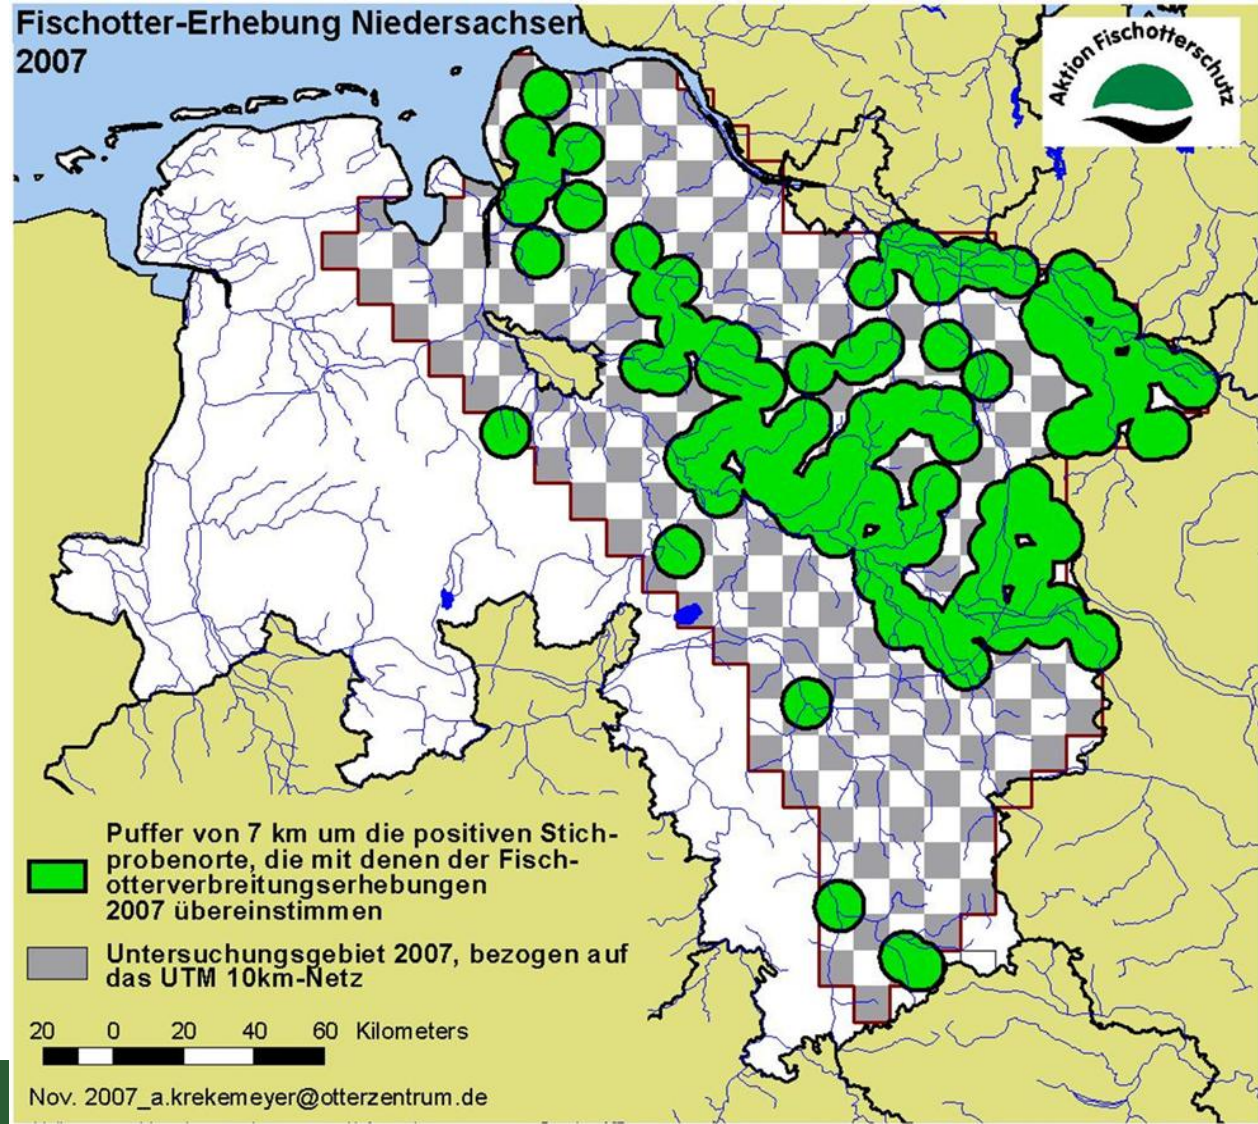 Fischotter-Erhebung Niedersachsen
2007
Aktion Fischotterschutz
Puffer von 7 km um die positiven Stich-
probenorte, die mit denen der Fisch-
otterverbreitungserhebungen
2007 übereinstimmen
Untersuchungsgebiet 2007, bezogen auf
das UTM 10km-Netz
20 0 20 40 60 Kilometers
Nov. 2007_a.krekemeyer@otterzentrum.de